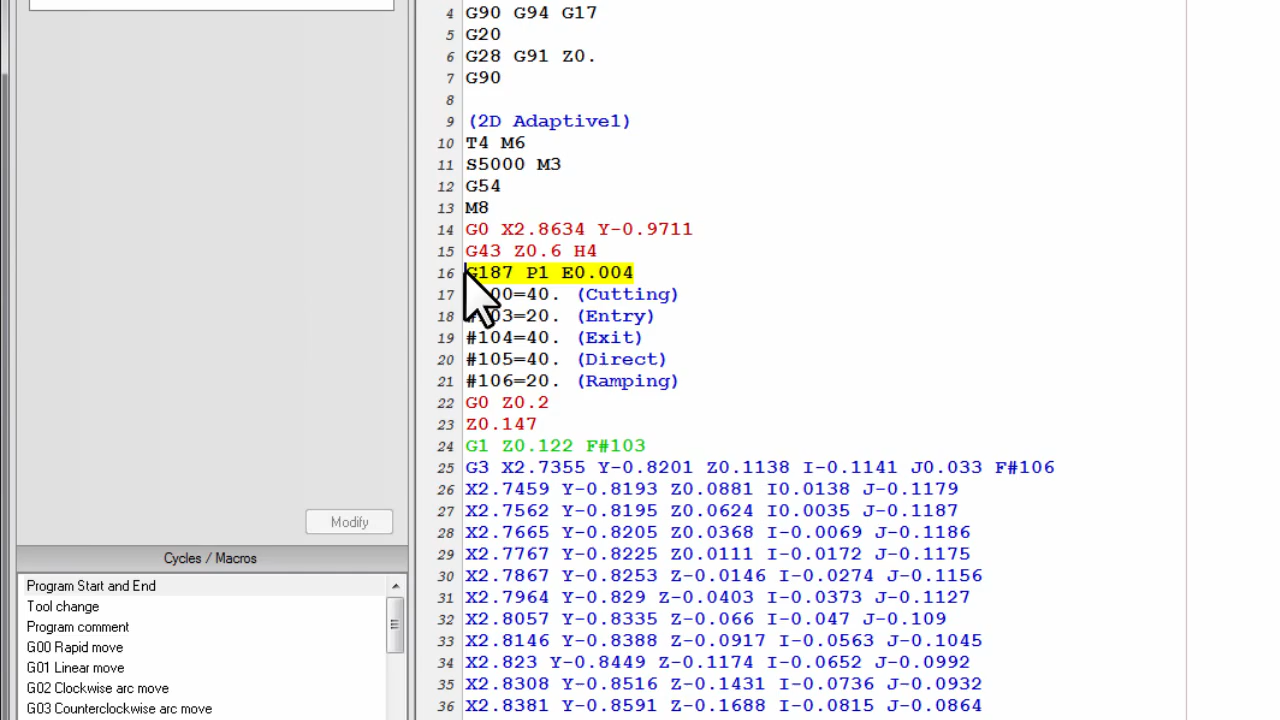 4 G90 G94 G17
5 G20
6 G28 G91 Z0.
7 G90
8
9 (2D Adaptive1)
10 T4 M6
11 S5000 M3
12 G54
13 M8
14 G0 X2.8634 Y-0.9711
15 G43 Z0.6 H4
16 G187 P1 E0.004
17 00=40. (Cutting)
18 #103=20. (Entry)
19 #104=40. (Exit)
20 #105=40. (Direct)
21 #106=20. (Ramping)
22 G0 Z0.2
23 Z0.147
24 G1 Z0.122 F#103
25 G3 X2.7355 Y-0.8201 Z0.1138 I-0.1141 J0.033 F#106
26 X2.7459 Y-0.8193 Z0.0881 I0.0138 J-0.1179
27 X2.7562 Y-0.8195 Z0.0624 I0.0035 J-0.1187
28 X2.7665 Y-0.8205 Z0.0368 I-0.0069 J-0.1186
29 X2.7767 Y-0.8225 Z0.0111 I-0.0172 J-0.1175
30 X2.7867 Y-0.8253 Z-0.0146 I-0.0274 J-0.1156
31 X2.7964 Y-0.829 Z-0.0403 I-0.0373 J-0.1127
32 X2.8057 Y-0.8335 Z-0.066 I-0.047 J-0.109
33 X2.8146 Y-0.8388 Z-0.0917 I-0.0563 J-0.1045
34 X2.823 Y-0.8449 Z-0.1174 I-0.0652 J-0.0992
35 X2.8308 Y-0.8516 Z-0.1431 I-0.0736 J-0.0932
36 X2.8381 Y-0.8591 Z-0.1688 I-0.0815 J-0.0864
Modify
Cycles / Macros
Program Start and End
Tool change
Program comment
G00 Rapid move
G01 Linear move
G02 Clockwise arc move
G03 Counterclockwise arc move